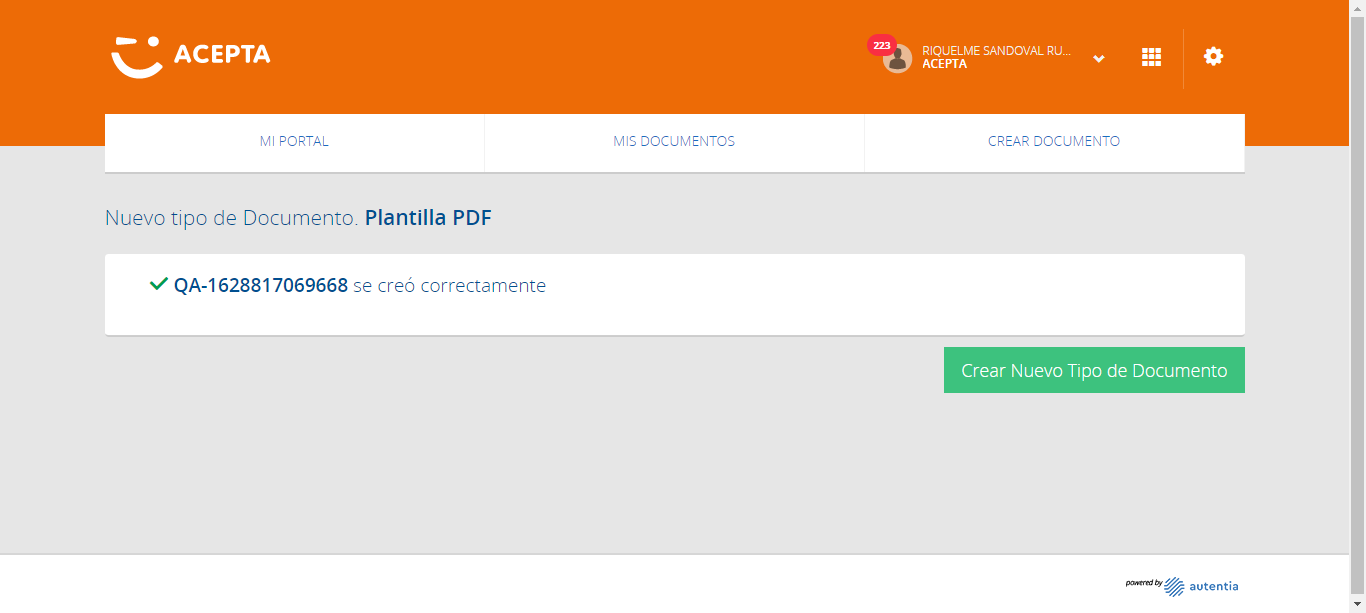 ACEPTA
223
RIQUELME SANDOVAL RU...
ACEPTA
MI PORTAL
MIS DOCUMENTOS
CREAR DOCUMENTO
Nuevo tipo de Documento. Plantilla PDF
QA-1628817069668 se creó correctamente
Crear Nuevo Tipo de Documento
powered by autentia